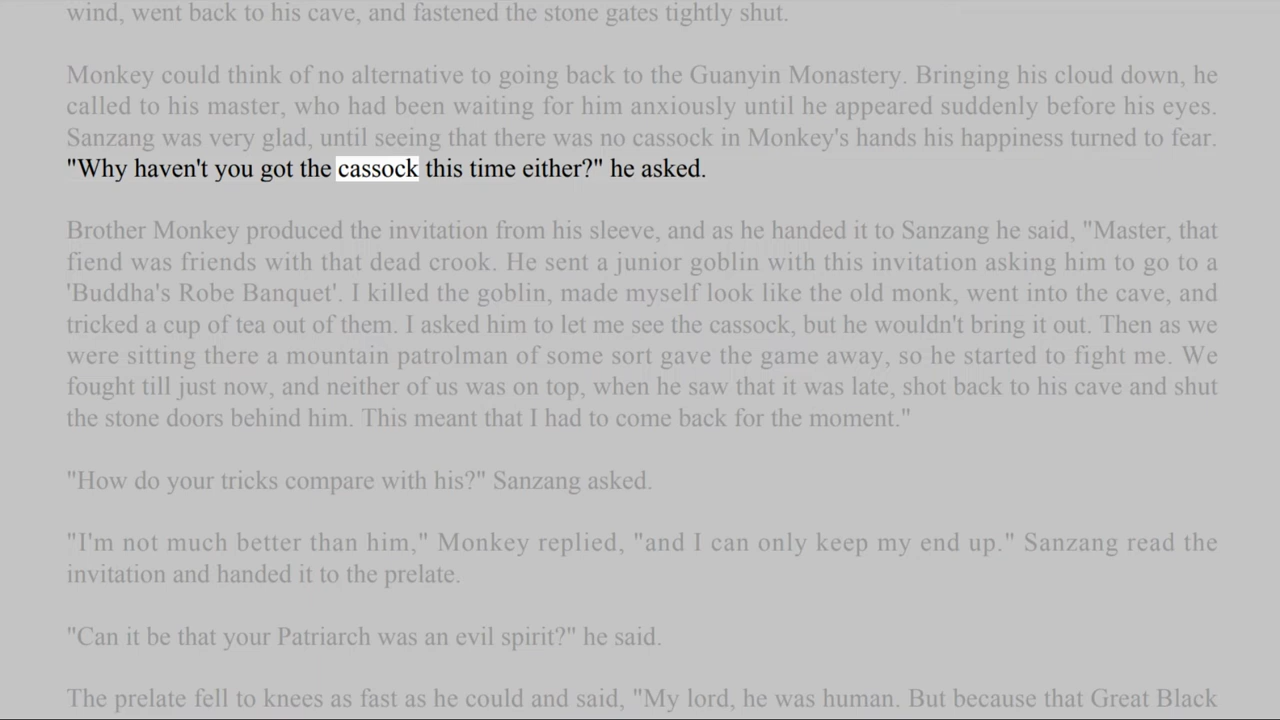 wind, went back to his cave, and fastened the stone gates tightly shut.
Monkey could think of no alternative to going back to the Guanyin Monastery. Bringing his cloud down, he
called to his master, who had been waiting for him anxiously until he appeared suddenly before his eyes.
Sanzang was very glad, until seeing that there was no cassock in Monkey's hands his happiness turned to fear.
"Why haven't you got the cassock this time either?" he asked.
Brother Monkey produced the invitation from his sleeve, and as he handed it to Sanzang he said, "Master, that
fiend was friends with that dead crook. He sent a junior goblin with this invitation asking him to go to a
'Buddha's Robe Banquet'. I killed the goblin, made myself look like the old monk, went into the cave, and
tricked a cup of tea out of them. I asked him to let me see the cassock, but he wouldn't bring it out. Then as we
were sitting there a mountain patrolman of some sort gave the game away, so he started to fight me. We
fought till just now, and neither of us was on top, when he saw that it was late, shot back to his cave and shut
the stone doors behind him. This meant that I had to come back for the moment."
"How do your tricks compare with his?" Sanzang asked.
"I'm not much better than him," Monkey replied, "and I can only keep my end up." Sanzang read the
invitation and handed it to the prelate.
"Can it be that your Patriarch was an evil spirit?" he said.
The prelate fell to knees as fast as he could and said, "My lord, he was human. But because that Great Black